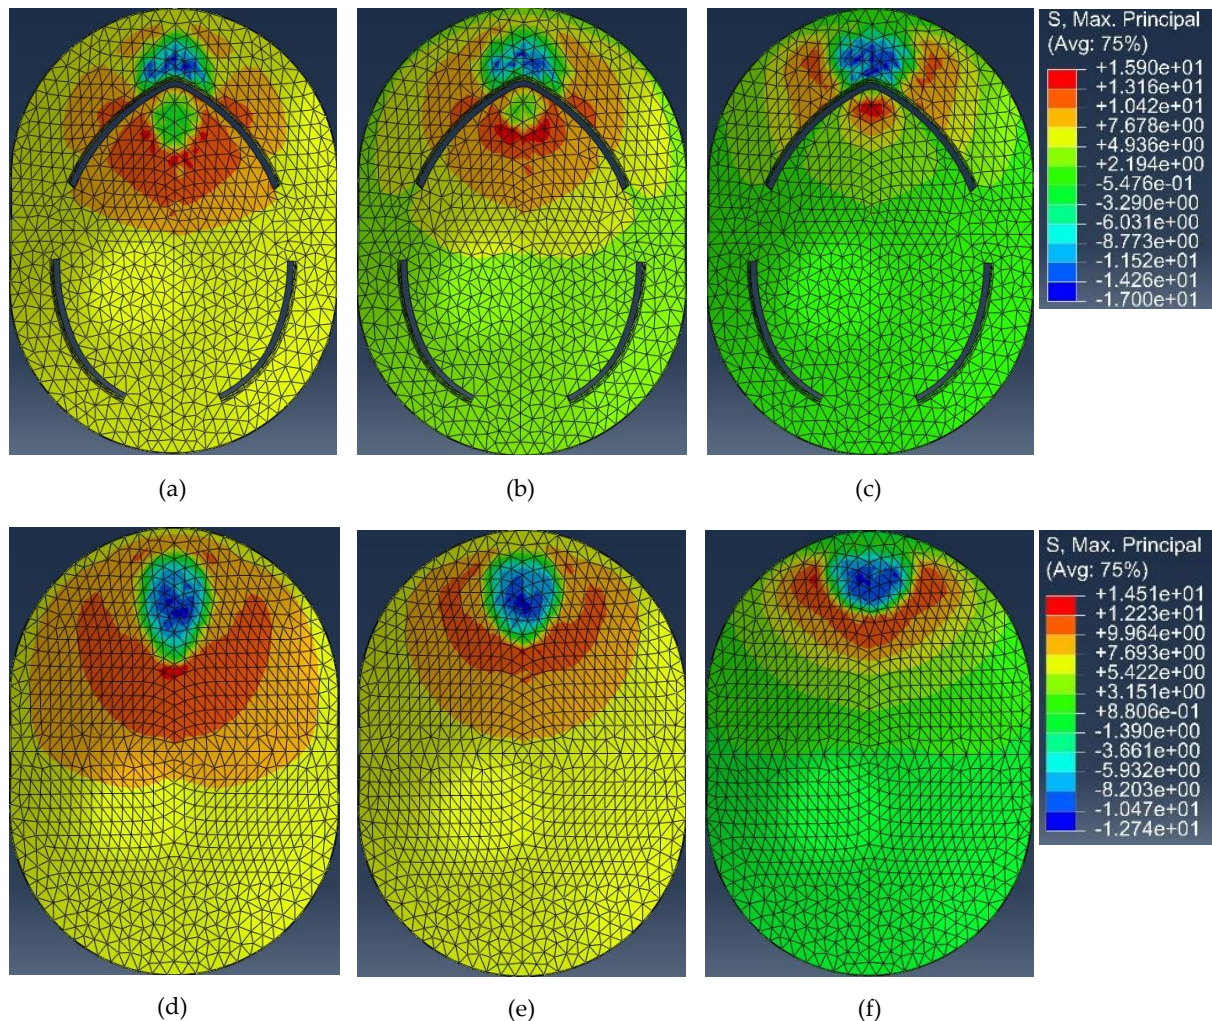 S, Max. Principal
(Avg: 75%)
+1.590e+01
+1.316e+01
+1.042e+01
+7.678e+00
+4.936e+00
+2.194e+00
-5.476e-01
-3.290e+00
-6.031e+00
-8.773e+00
-1.152e+01
-1.426e+01
-1.700e+01
(a)
(b)
(c)
S, Max. Principal
(Avg: 75%)
+1.451e+01
+1.223e+01
+9.964e+00
+7.693e+00
+5.422e+00
+3.151e+00
+8.806e-01
-1.390e+00
-3.661e+00
-5.932e+00
-8.203e+00
-1.047e+01
-1.274e+01
(d)
(e)
(f)